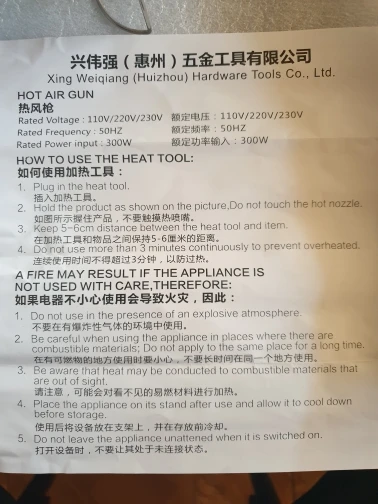 兴伟强（惠州）五金工具有限公司
Xing Weiqiang (Huizhou) Hardware Tools Co., Ltd.
HOT AIR GUN
热风枪
Rated Voltage : 110V/220V/230V 额定电压：110V/220V/230V
Rated Frequency : 50HZ 额定频率：50HZ
Rated Power input : 300W 额定功率输入：300W
HOW TO USE THE HEAT TOOL:
如何使用加热工具：
1. Plug in the heat tool.
插入加热工具。
2. Hold the product as shown on the picture,Do not touch the hot nozzle.
如图所示握住产品，不要触摸热喷嘴。
3. Keep 5~6cm distance between the heat tool and item.
在加热工具和物品之间保持5-6厘米的距离。
4. Do not use more than 3 minutes continuously to prevent overheated.
连续使用时间不得超过3分钟，以防过热。
A FIRE MAY RESULT IF THE APPLIANCE IS
NOT USED WITH CARE,THEREFORE:
如果电器不小心使用会导致火灾，因此：
1. Do not use in the presence of an explosive atmosphere.
不要在有爆炸性气体的环境中使用。
2. Be careful when using the appliance in places where there are
combustible materials; Do not apply to the same place for a long time.
在有可燃物的地方使用时要小心，不要长时间在同一个地方使用。
3. Be aware that heat may be conducted to combustible materials that
are out of sight.
请注意，可能会对看不见的易燃材料进行加热。
4. Place the appliance on its stand after use and allow it to cool down
before storage.
使用后将设备放在支架上，并在存放前冷却。
5. Do not leave the appliance unattended when it is switched on.
打开设备时，不要让其处于未连接状态。